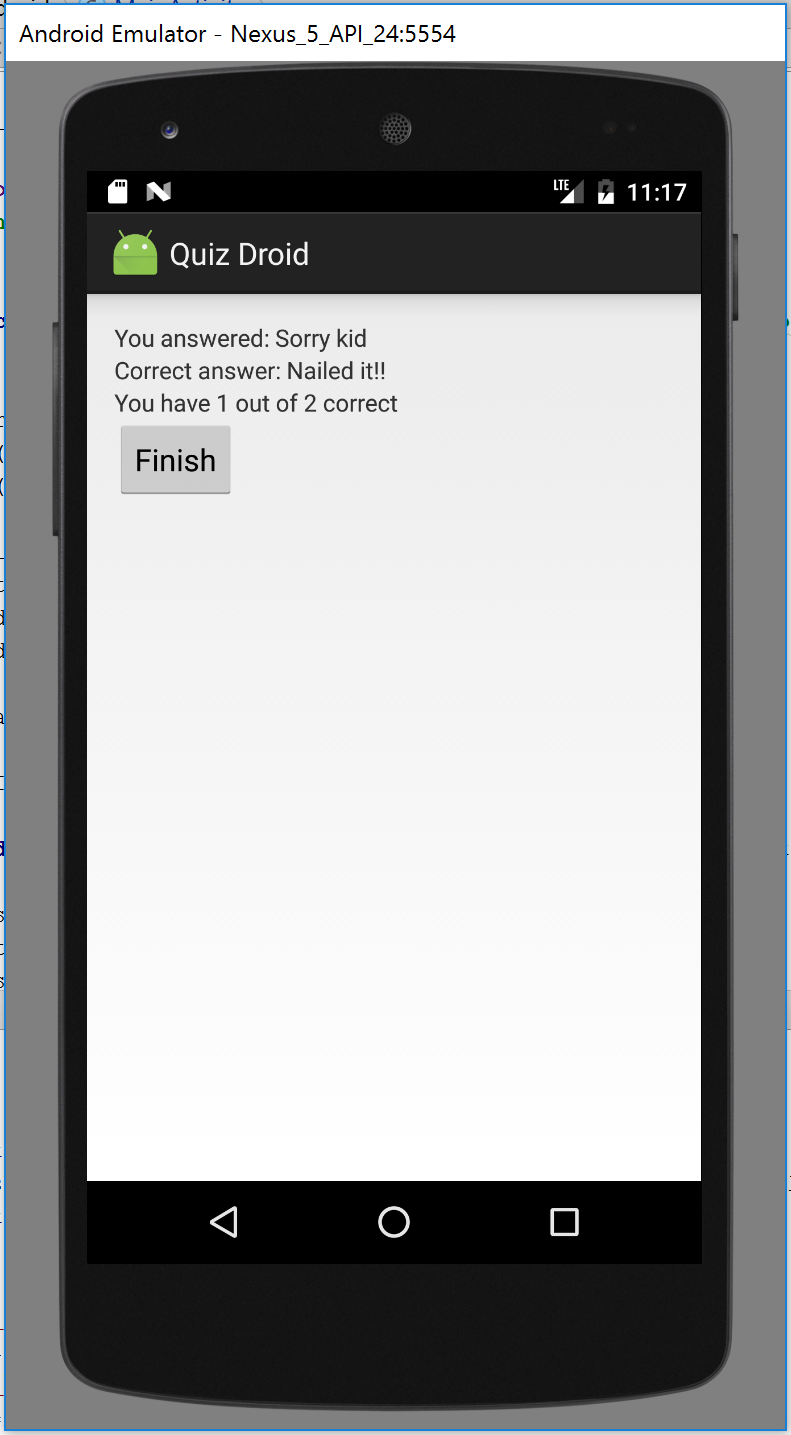 Android Emulator - Nexus_5_API_24:5554
LTE 11:17
Quiz Droid
You answered: Sorry kid
Correct answer: Nailed it!!
You have 1 out of 2 correct
Finish